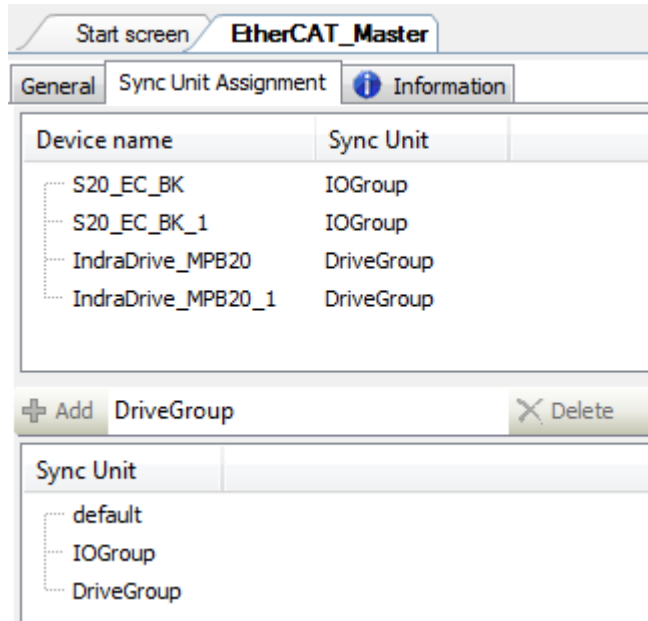 Start screen EtherCAT_Master
General Sync Unit Assignment Information
Device name Sync Unit
S20_EC_BK IOGroup
S20_EC_BK_1 IOGroup
IndraDrive_MPB20 DriveGroup
IndraDrive_MPB20_1 DriveGroup
Add DriveGroup Delete
Sync Unit
default
IOGroup
DriveGroup